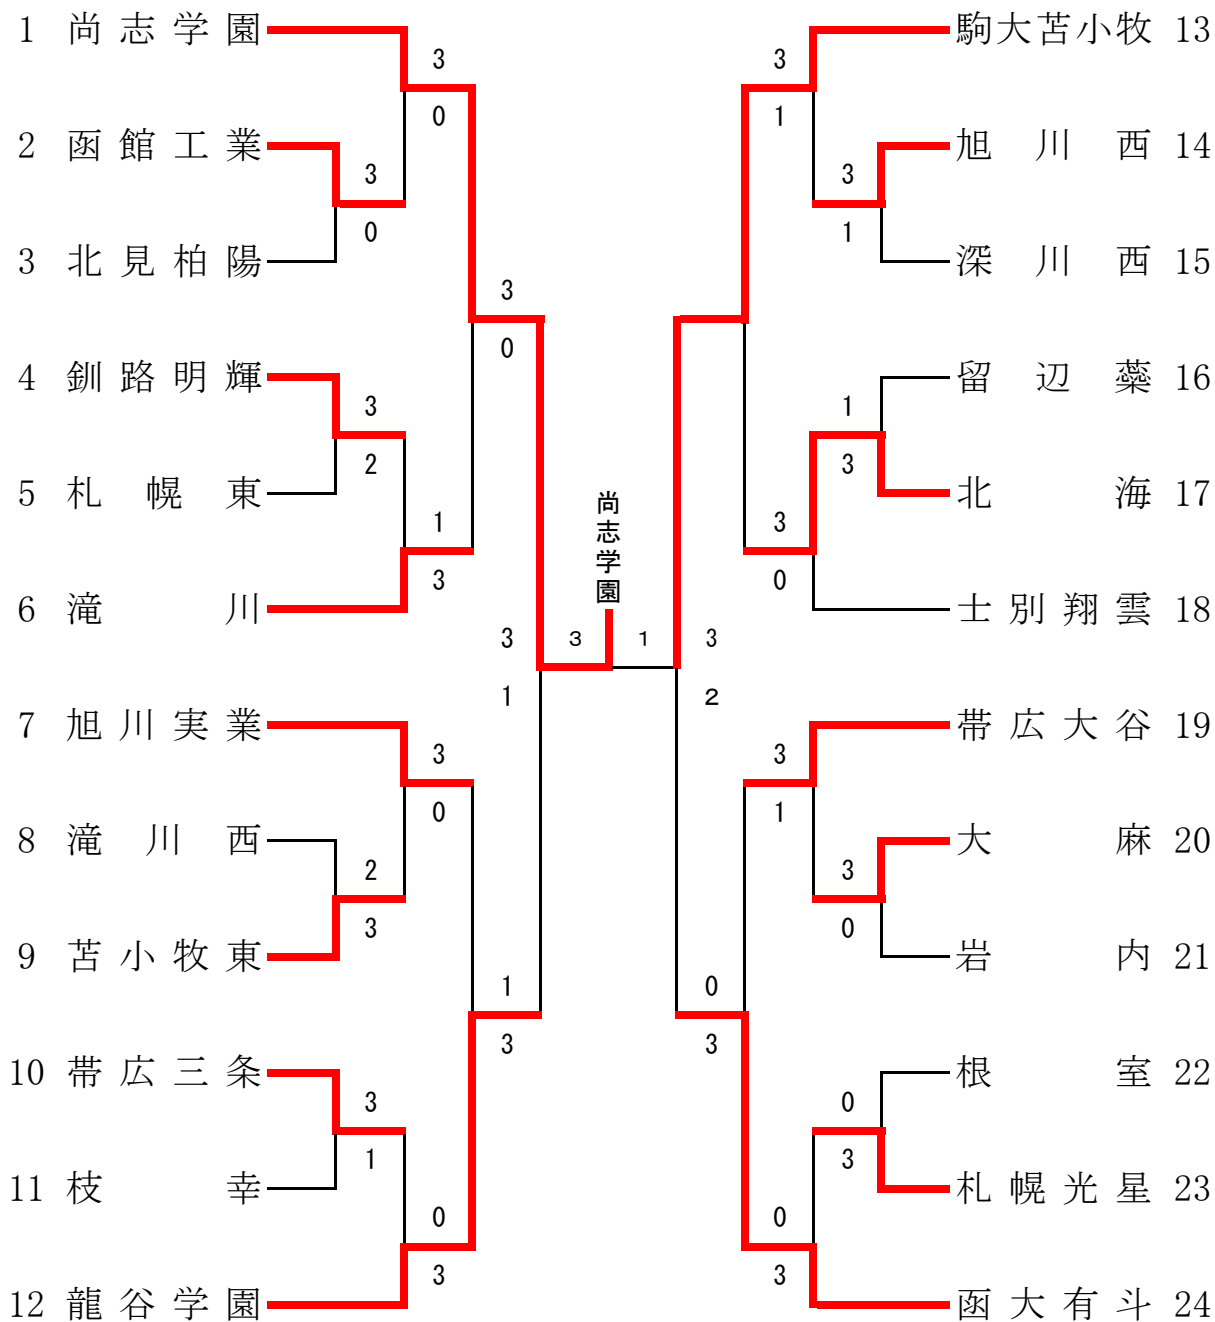 1 尚志学園
3
0
2 函館工業
3
0
3 北見柏陽
3
0
4 釧路明輝
3
2
5 札幌東
1
3
6 滝川
3
1
7 旭川実業
3
0
8 滝川西
2
3
9 苫小牧東
1
3
10 帯広三条
3
1
11 枝幸
0
3
12 龍谷学園
尚志学園
3 1
駒大苫小牧 13
3
1
旭川西 14
3
1
深川西 15
留辺蘂 16
1
3
北海 17
3
0
士別翔雲 18
3
2
帯広大谷 19
3
1
大麻 20
3
0
岩内 21
0
3
根室 22
0
3
札幌光星 23
0
3
函大有斗 24